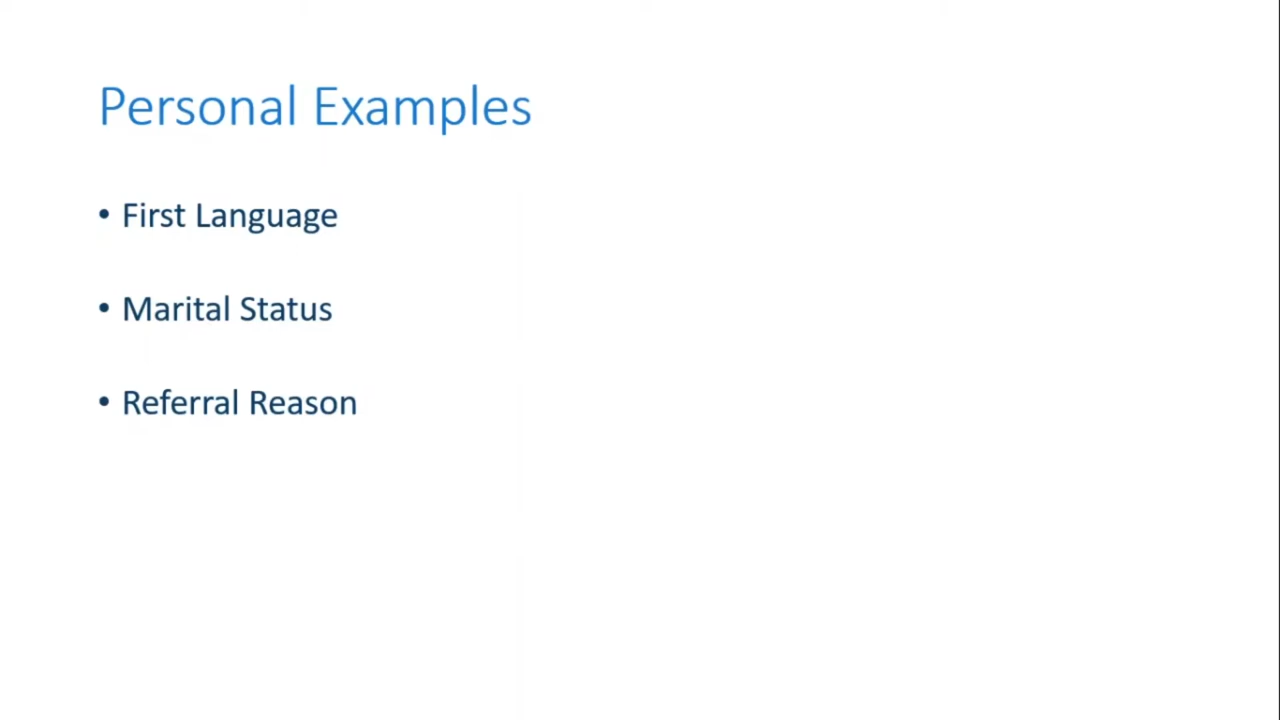 Personal Examples
• First Language
• Marital Status
• Referral Reason